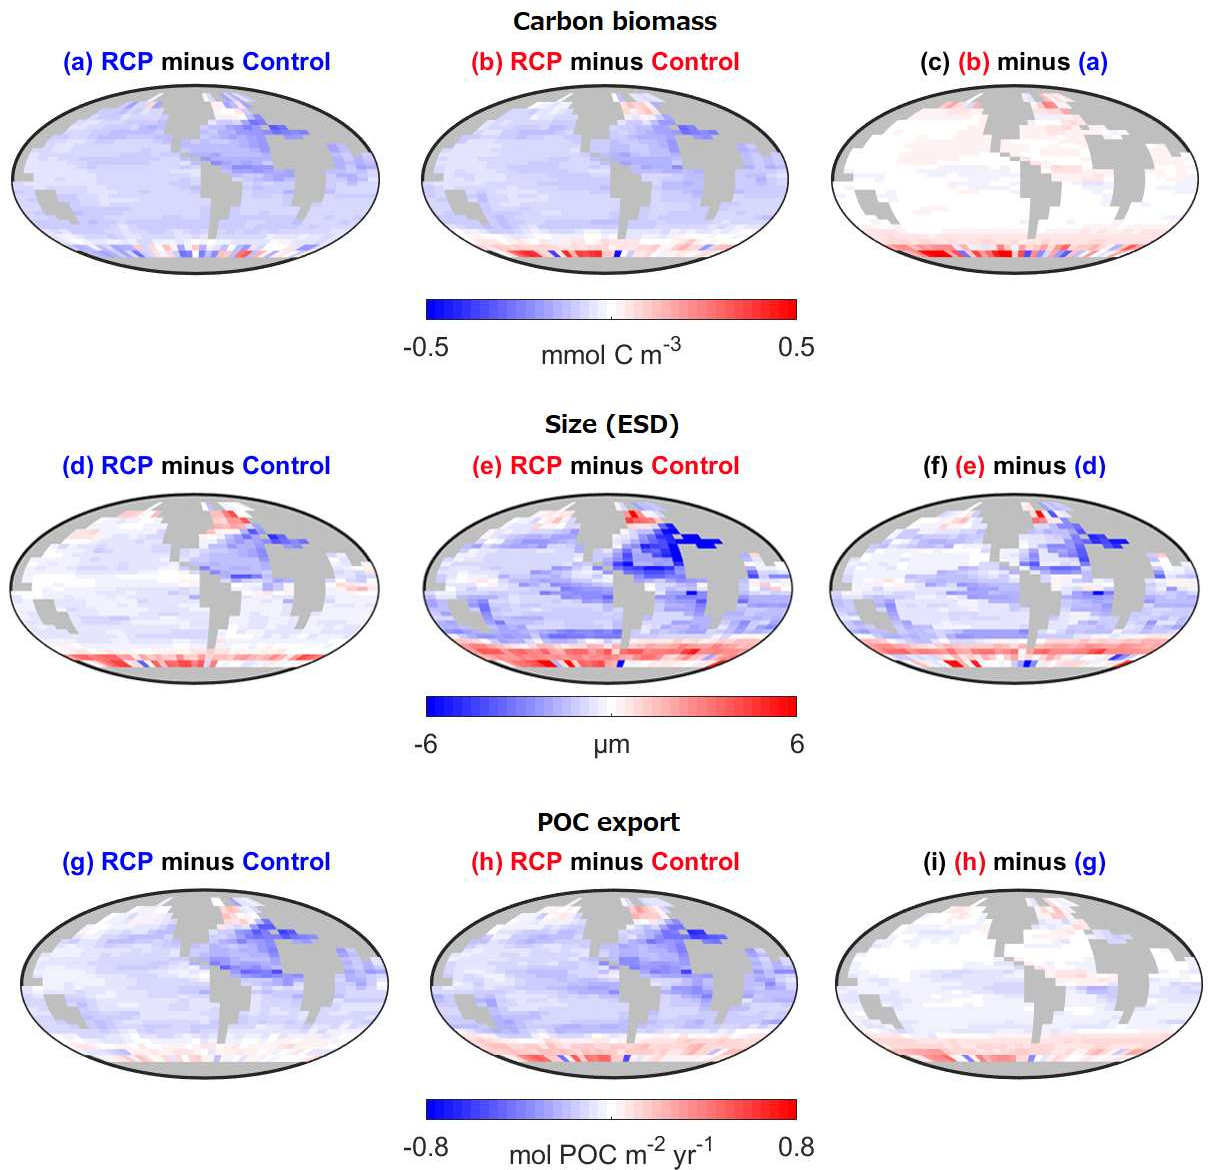 Carbon biomass
(a) RCP minus Control
(b) RCP minus Control
(c) (b) minus (a)
-0.5
mmol C m-3
0.5
Size (ESD)
(d) RCP minus Control
(e) RCP minus Control
(f) (e) minus (d)
-6
µm
6
POC export
(g) RCP minus Control
(h) RCP minus Control
(i) (h) minus (g)
-0.8
mol POC m-2 yr-1
0.8